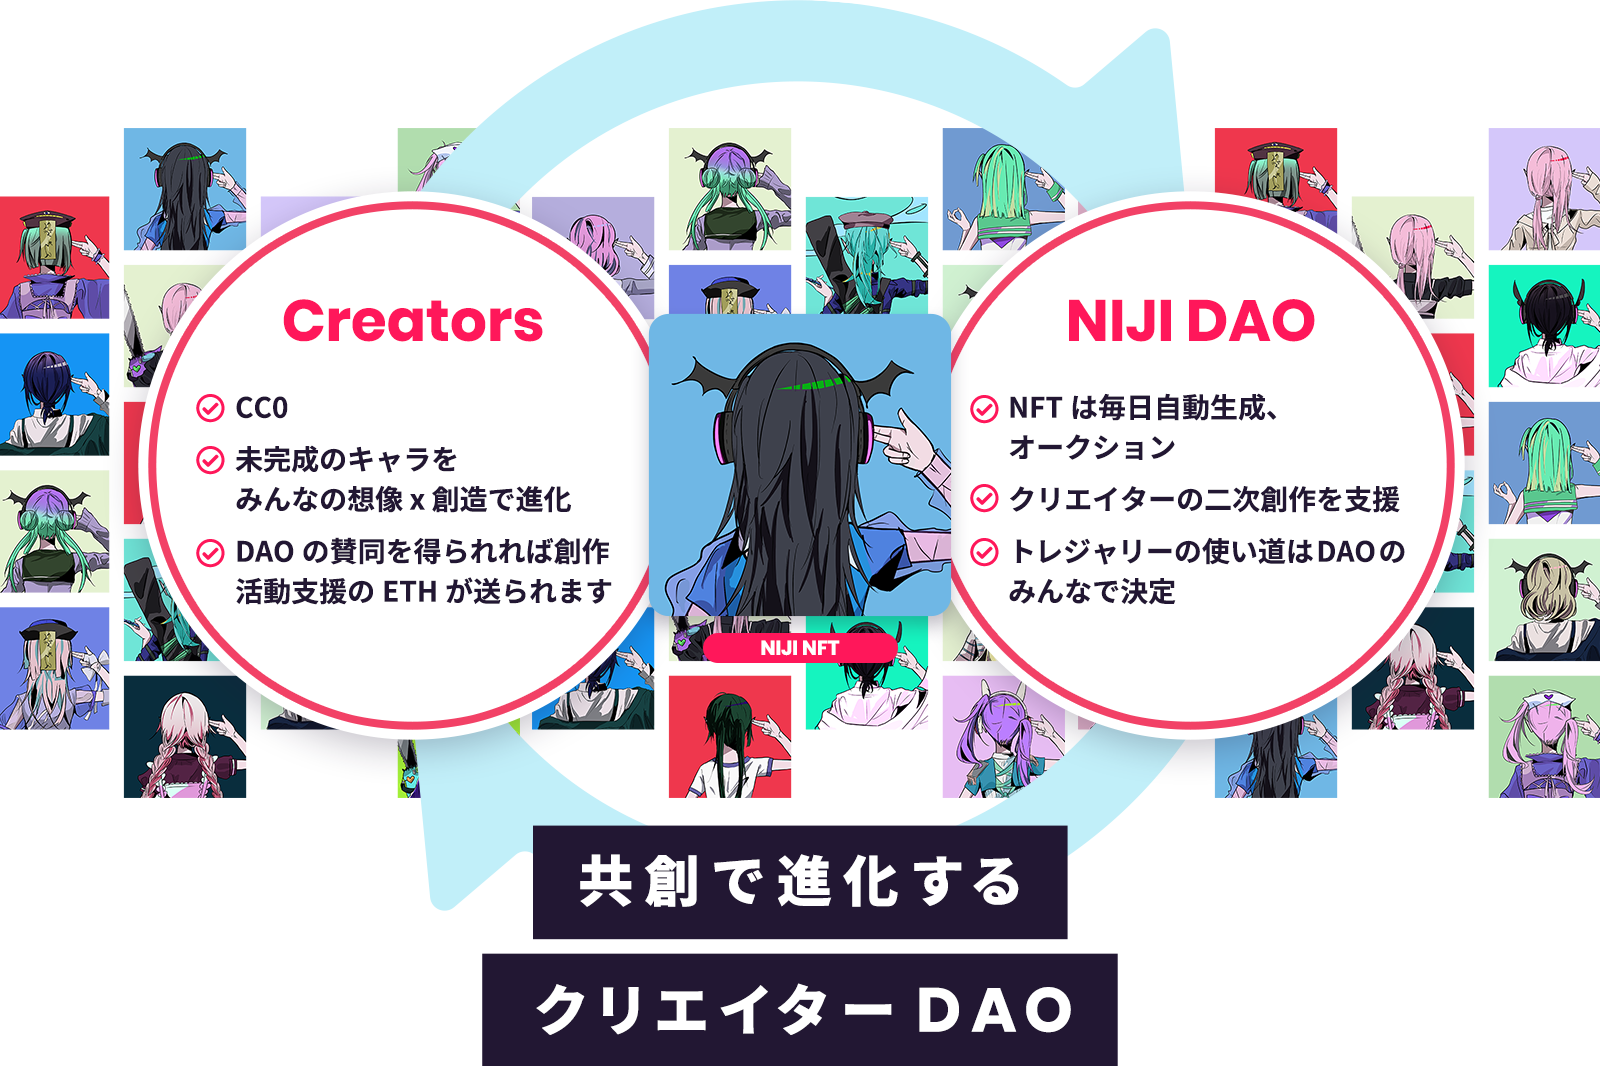 Creators
CC0
未完成のキャラを
みんなの想像 x 創造で進化
DAO の賛同を得られれば創作
活動支援の ETH が送られます
NIJI DAO
NFT は毎日自動生成、
オークション
クリエイターの二次創作を支援
トレジャリーの使い道はDAOの
みんなで決定
NIJI NFT
共創で進化する
クリエイターDAO